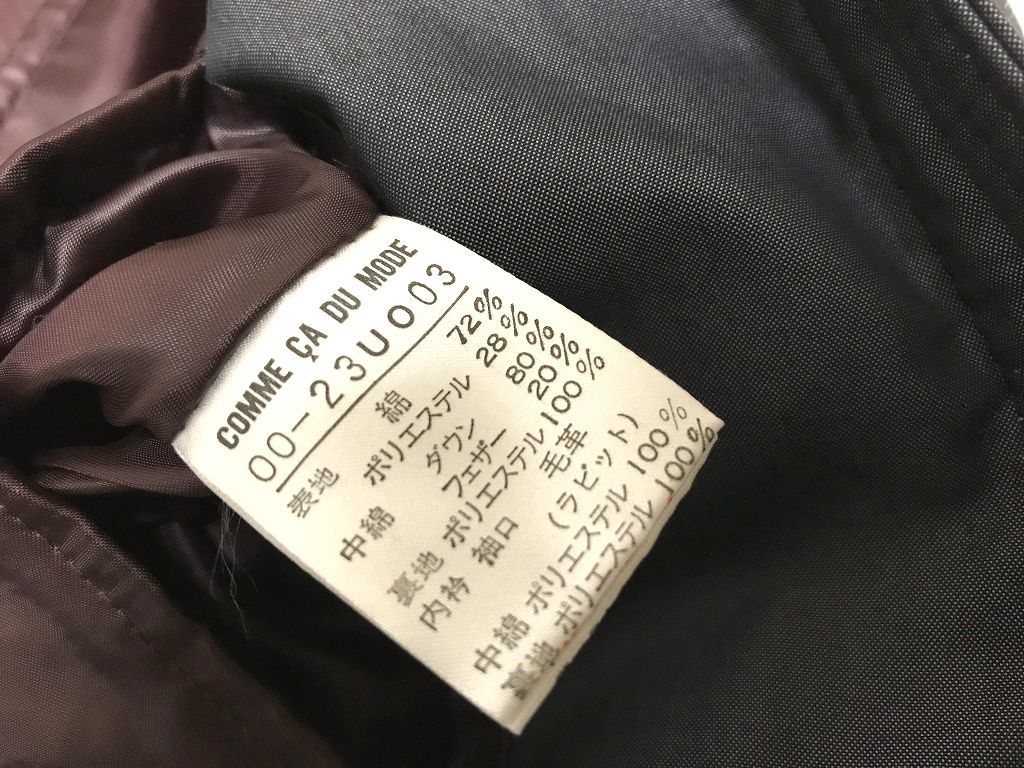 COMME ÇA DU MODE
00-23U003
表地 綿 72%
ポリエステル 28%
中綿 ダウン 80%
フェザー 20%
裏地 ポリエステル 100%
内衿 袖口 毛革
(ラビット)
中綿 ポリエステル 100%
裏地 ポリエステル 100%